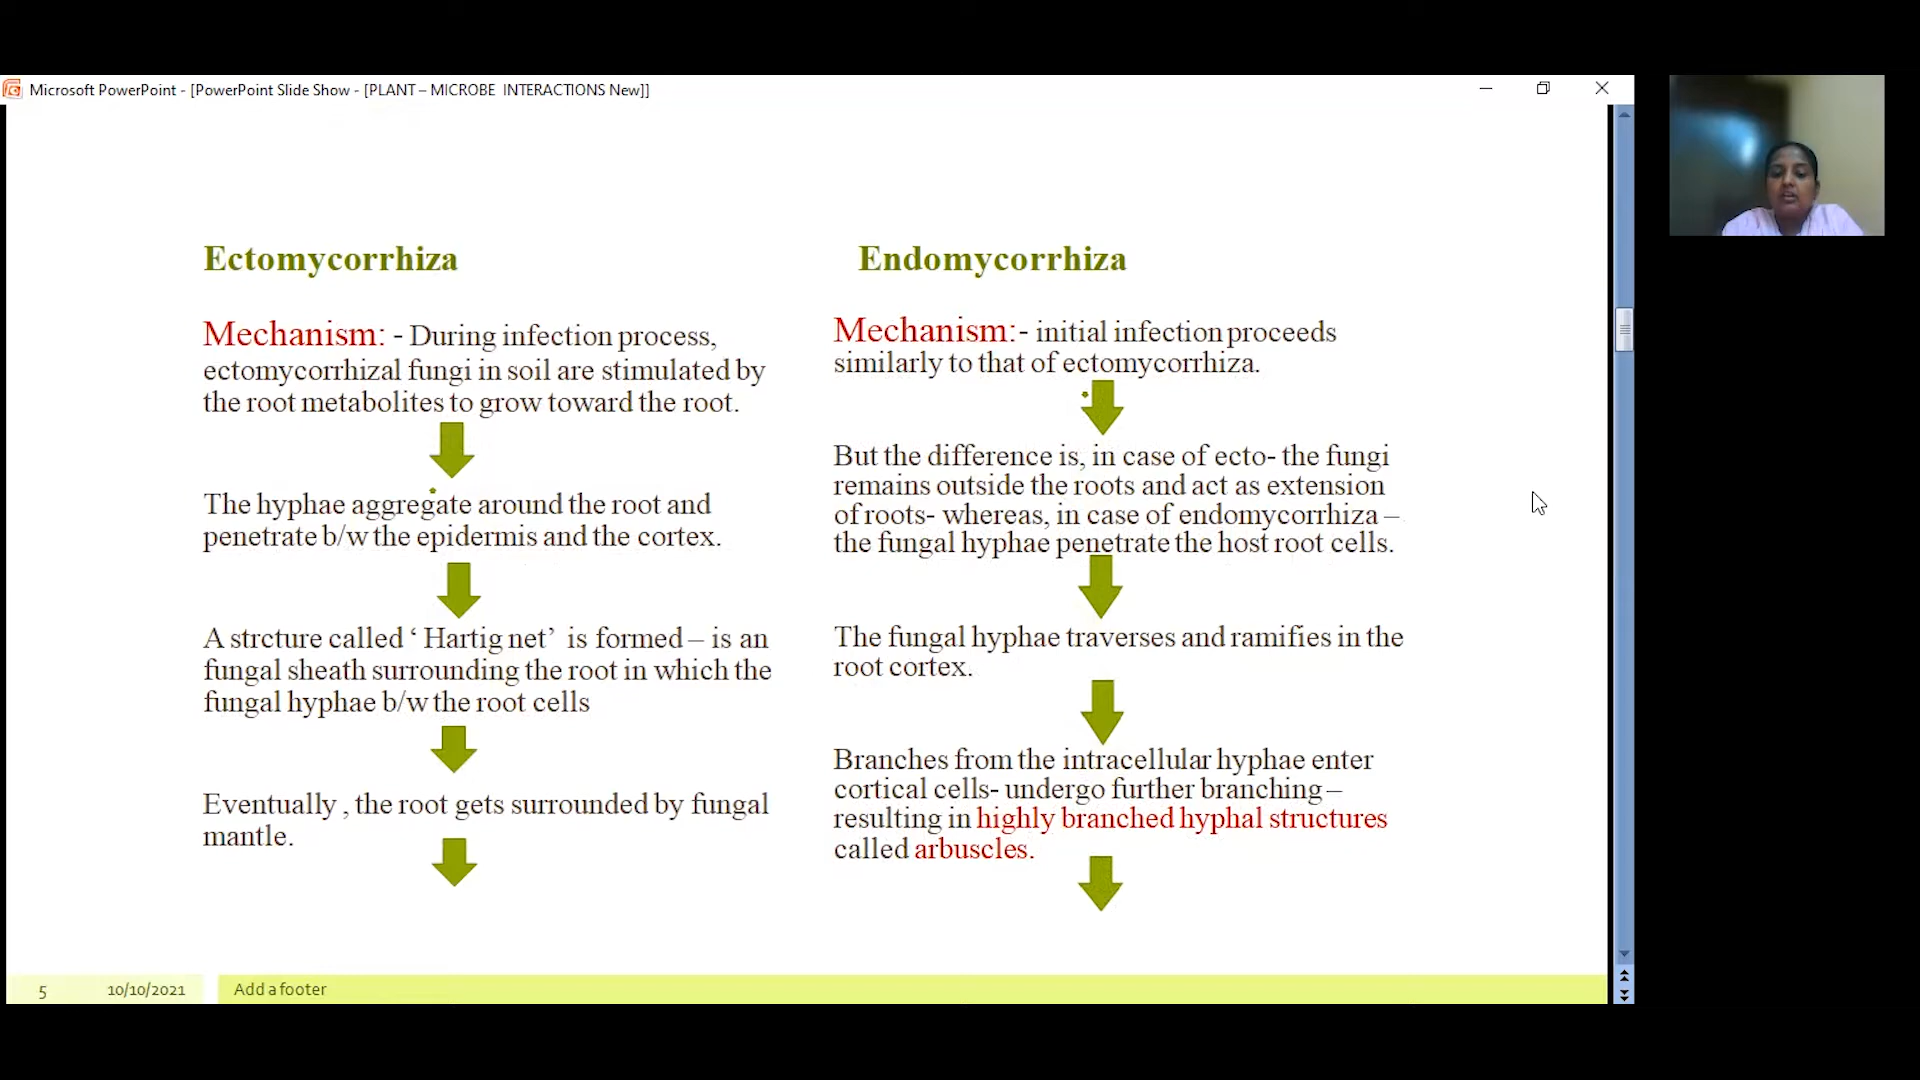 Microsoft PowerPoint - [PowerPoint Slide Show - [PLANT – MICROBE  INTERACTIONS New]]
Ectomycorrhiza
Mechanism: - During infection process,
ectomycorrhizal fungi in soil are stimulated by
the root metabolites to grow toward the root.
The hyphae aggregate around the root and
penetrate b/w the epidermis and the cortex.
A strcture called ‘ Hartig net’ is formed – is an
fungal sheath surrounding the root in which the
fungal hyphae b/w the root cells
Eventually , the root gets surrounded by fungal
mantle.
Endomycorrhiza
Mechanism:- initial infection proceeds
similarly to that of ectomycorrhiza.
But the difference is, in case of ecto- the fungi
remains outside the roots and act as extension
of roots- whereas, in case of endomycorrhiza –
the fungal hyphae penetrate the host root cells.
The fungal hyphae traverses and ramifies in the
root cortex.
Branches from the intracellular hyphae enter
cortical cells- undergo further branching –
resulting in highly branched hyphal structures
called arbuscles.
5 10/10/2021 Add a footer